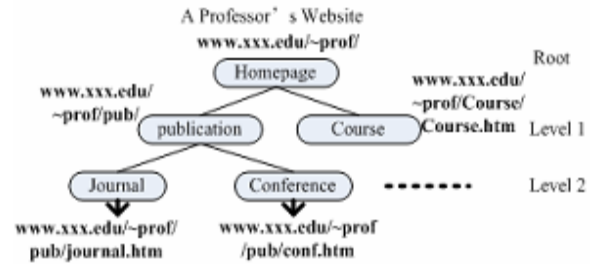 A Professor’ s Website
www.xxx.edu/~prof/
Homepage
Root
www.xxx.edu/
~prof/pub/
www.xxx.edu/
~prof/Course/
Course.htm
publication
Course
Level 1
Journal
Conference
Level 2
www.xxx.edu/~prof/
pub/journal.htm
www.xxx.edu/~prof
/pub/conf.htm